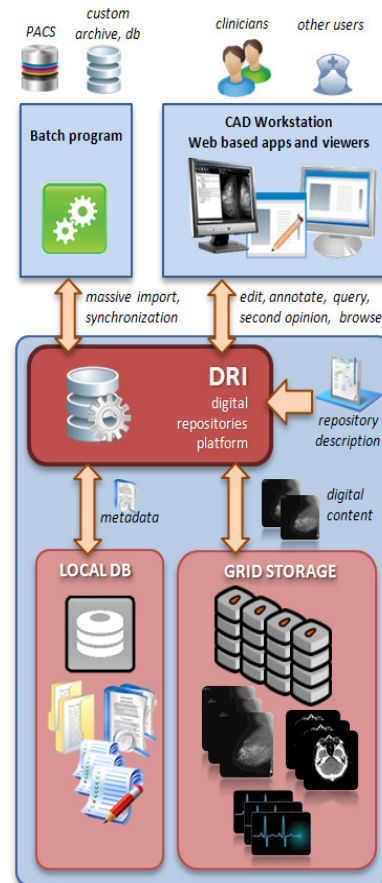 PACS
custom
archive, db
clinicians
other users
Batch program
CAD Workstation
Web based apps and viewers
massive import,
synchronization
edit, annotate, query,
second opinion, browse
DRI
digital
repositories
platform
repository
description
metadata
digital
content
LOCAL DB
GRID STORAGE